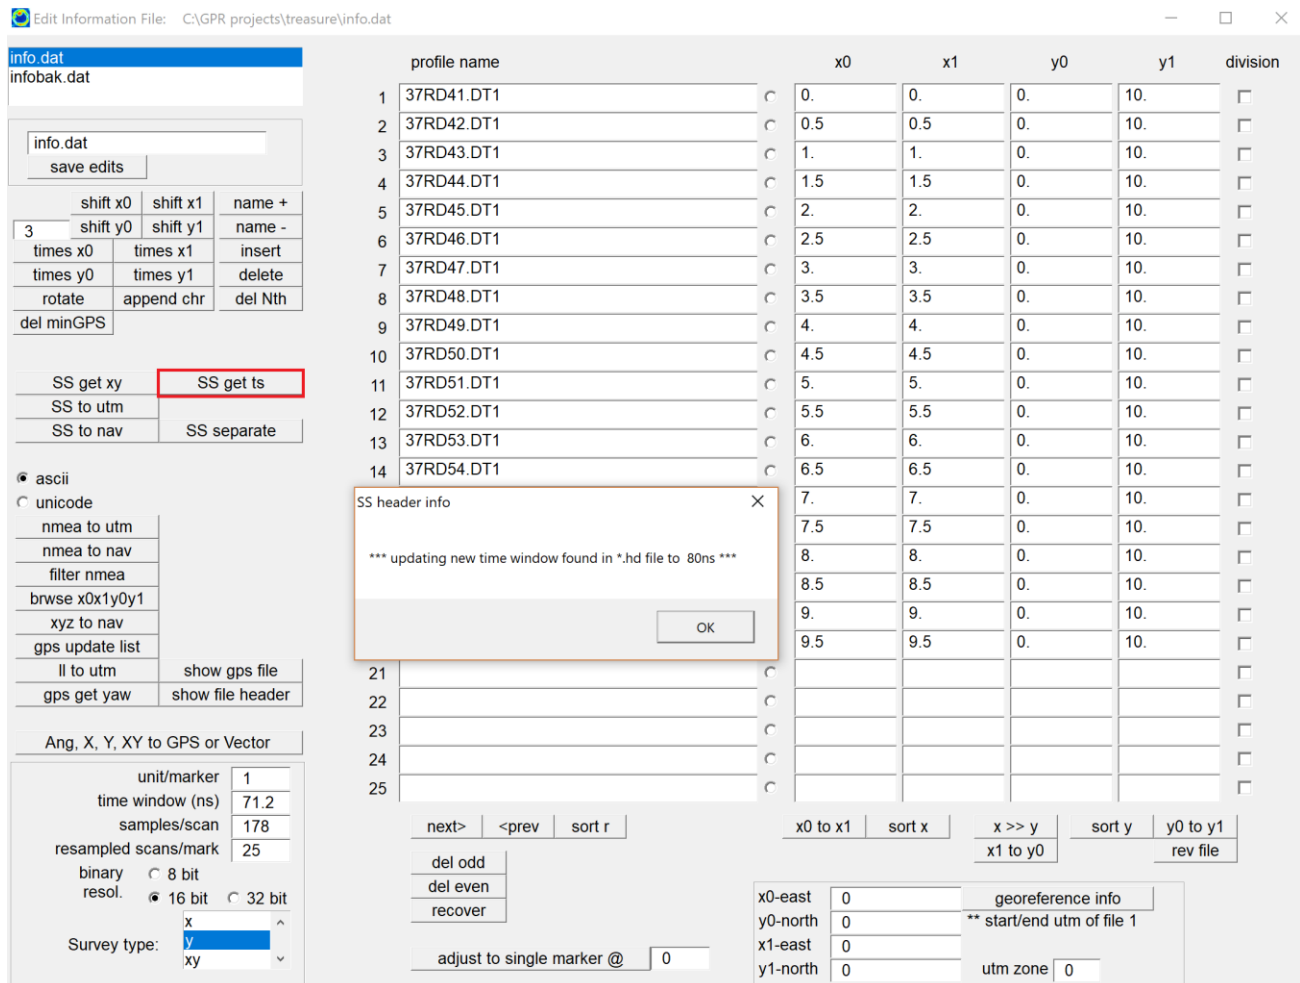 Edit Information File: C:\GPR projects\treasure\info.dat
info.dat
infobak.dat
info.dat
save edits
shift x0 shift x1 name +
3 shift y0 shift y1 name -
times x0 times x1 insert
times y0 times y1 delete
rotate append chr del Nth
del minGPS
SS get xy SS get ts
SS to utm
SS to nav SS separate
ascii
unicode
nmea to utm
nmea to nav
filter nmea
brwse x0x1y0y1
xyz to nav
gps update list
ll to utm show gps file
gps get yaw show file header
Ang, X, Y, XY to GPS or Vector
unit/marker 1
time window (ns) 71.2
samples/scan 178
resampled scans/mark 25
binary resol. 8 bit
16 bit 32 bit
Survey type: x
y
xy
profile name x0 x1 y0 y1 division
1 37RD41.DT1 0. 0. 0. 10.
2 37RD42.DT1 0.5 0.5 0. 10.
3 37RD43.DT1 1. 1. 0. 10.
4 37RD44.DT1 1.5 1.5 0. 10.
5 37RD45.DT1 2. 2. 0. 10.
6 37RD46.DT1 2.5 2.5 0. 10.
7 37RD47.DT1 3. 3. 0. 10.
8 37RD48.DT1 3.5 3.5 0. 10.
9 37RD49.DT1 4. 4. 0. 10.
10 37RD50.DT1 4.5 4.5 0. 10.
11 37RD51.DT1 5. 5. 0. 10.
12 37RD52.DT1 5.5 5.5 0. 10.
13 37RD53.DT1 6. 6. 0. 10.
14 37RD54.DT1 6.5 6.5 0. 10.
7. 7. 0. 10.
7.5 7.5 0. 10.
8. 8. 0. 10.
8.5 8.5 0. 10.
9. 9. 0. 10.
9.5 9.5 0. 10.
SS header info
*** updating new time window found in *.hd file to 80ns ***
OK
21
22
23
24
25
next> <prev sort r x0 to x1 sort x x >> y sort y y0 to y1
x1 to y0 rev file
del odd
del even
recover
adjust to single marker @ 0
x0-east 0 georeference info
y0-north 0 ** start/end utm of file 1
x1-east 0
y1-north 0 utm zone 0